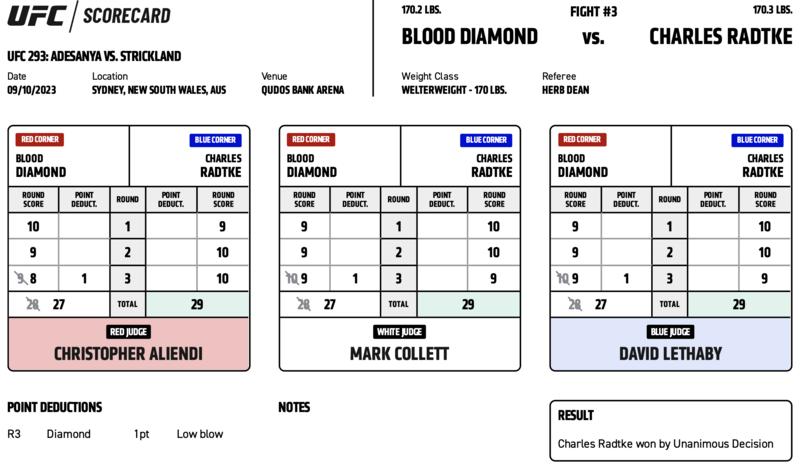 UFC / SCORECARD
UFC 293: ADESANYA VS. STRICKLAND
Date Location Venue
09/10/2023 SYDNEY, NEW SOUTH WALES, AUS QUDOS BANK ARENA
170.2 LBS. FIGHT #3 170.3 LBS.
BLOOD DIAMOND vs. CHARLES RADTKE
Weight Class Referee
WELTERWEIGHT - 170 LBS. HERB DEAN
RED CORNER BLUE CORNER
BLOOD CHARLES
DIAMOND RADTKE
ROUND POINT ROUND POINT ROUND
SCORE DEDUCT. DEDUCT. SCORE
10 1 9
9 2 10
9 8 1 3 10
28 27 TOTAL 29
RED JUDGE
CHRISTOPHER ALIENDI
RED CORNER BLUE CORNER
BLOOD CHARLES
DIAMOND RADTKE
ROUND POINT ROUND POINT ROUND
SCORE DEDUCT. DEDUCT. SCORE
9 1 10
9 2 10
10 9 1 3 9
28 27 TOTAL 29
WHITE JUDGE
MARK COLLETT
RED CORNER BLUE CORNER
BLOOD CHARLES
DIAMOND RADTKE
ROUND POINT ROUND POINT ROUND
SCORE DEDUCT. DEDUCT. SCORE
9 1 10
9 2 10
10 9 1 3 9
28 27 TOTAL 29
BLUE JUDGE
DAVID LETHABY
POINT DEDUCTIONS
R3 Diamond 1pt Low blow
NOTES
RESULT
Charles Radtke won by Unanimous Decision